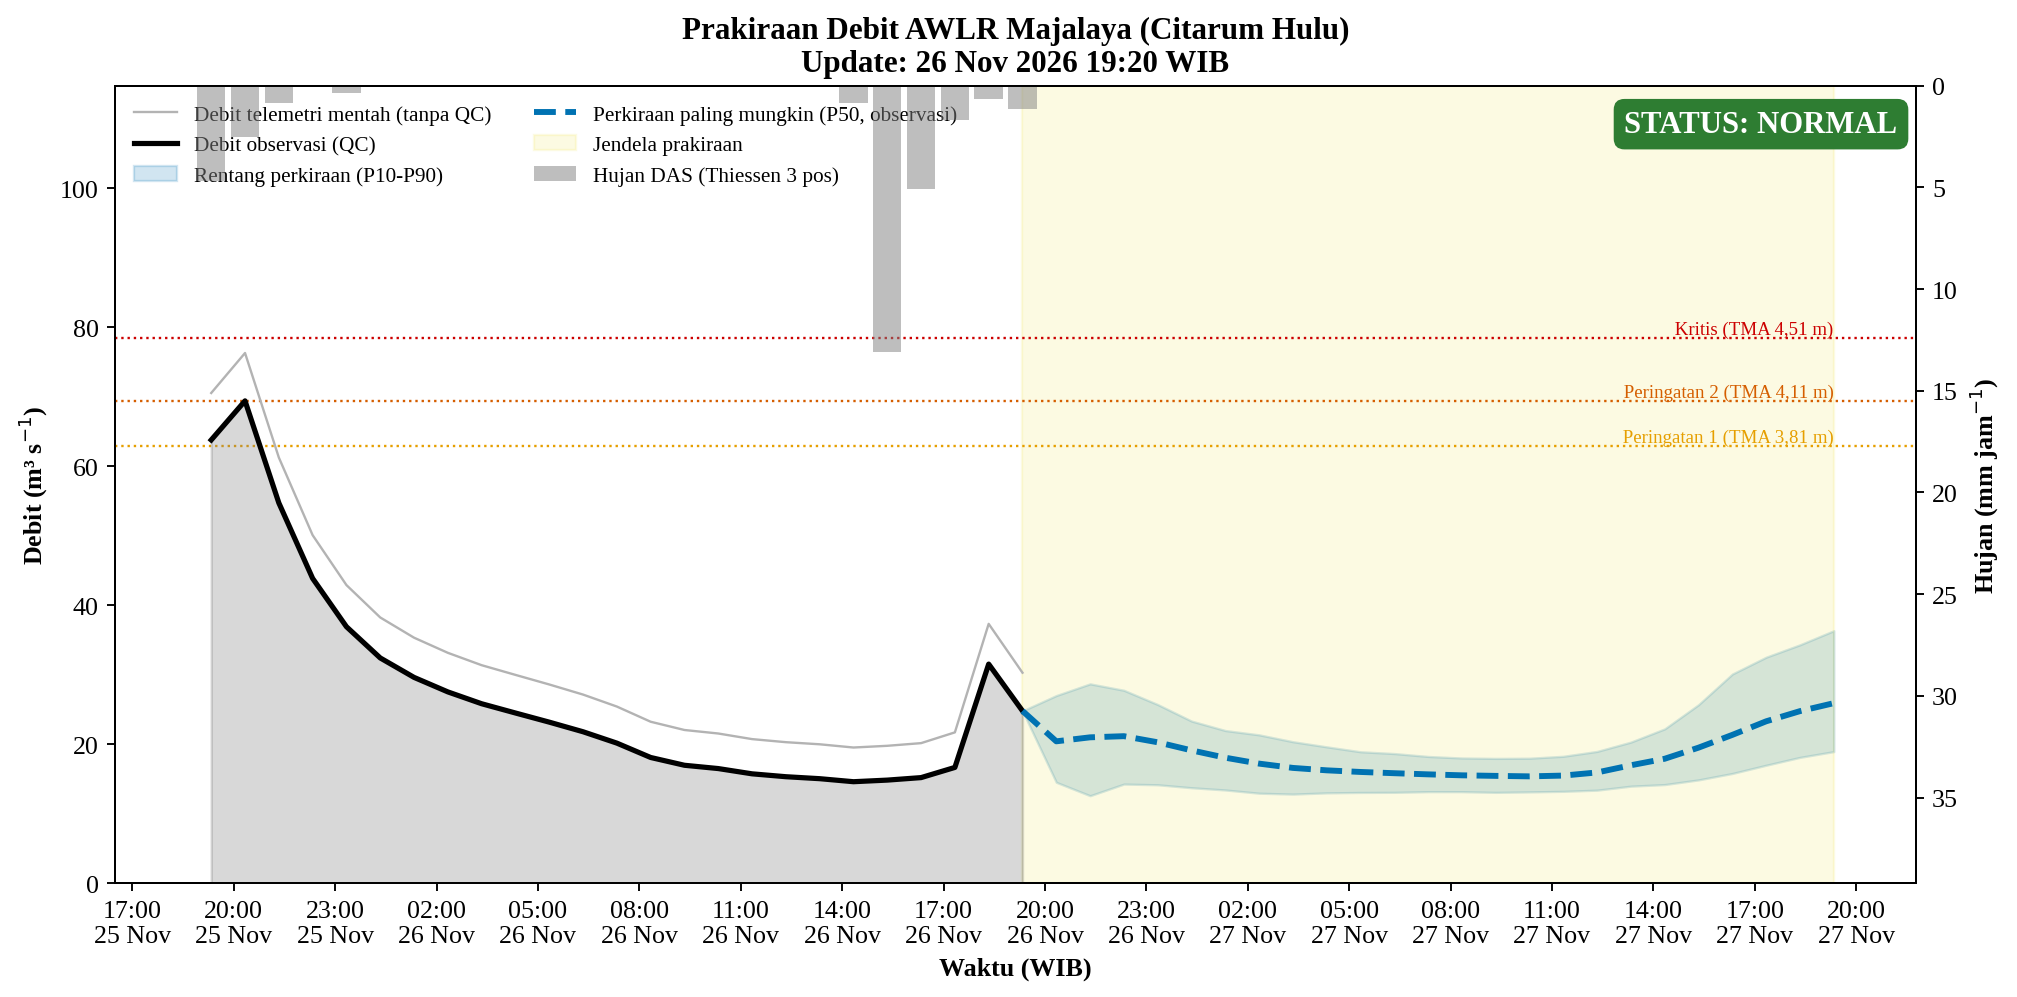 Prakiraan Debit AWLR Majalaya (Citarum Hulu)
Update: 26 Nov 2026 19:20 WIB
Debit telemetri mentah (tanpa QC)
Debit observasi (QC)
Rentang perkiraan (P10-P90)
Perkiraan paling mungkin (P50, observasi)
Jendela prakiraan
Hujan DAS (Thiessen 3 pos)
STATUS: NORMAL
Kritis (TMA 4,51 m)
Peringatan 2 (TMA 4,11 m)
Peringatan 1 (TMA 3,81 m)
Debit (m³ s⁻¹)
100
80
60
40
20
0
Hujan (mm jam⁻¹)
0
5
10
15
20
25
30
35
17:00 20:00 23:00 02:00 05:00 08:00 11:00 14:00 17:00 20:00 23:00 02:00 05:00 08:00 11:00 14:00 17:00 20:00
25 Nov 25 Nov 25 Nov 26 Nov 26 Nov 26 Nov 26 Nov 26 Nov 26 Nov 26 Nov 26 Nov 27 Nov 27 Nov 27 Nov 27 Nov 27 Nov 27 Nov 27 Nov
Waktu (WIB)